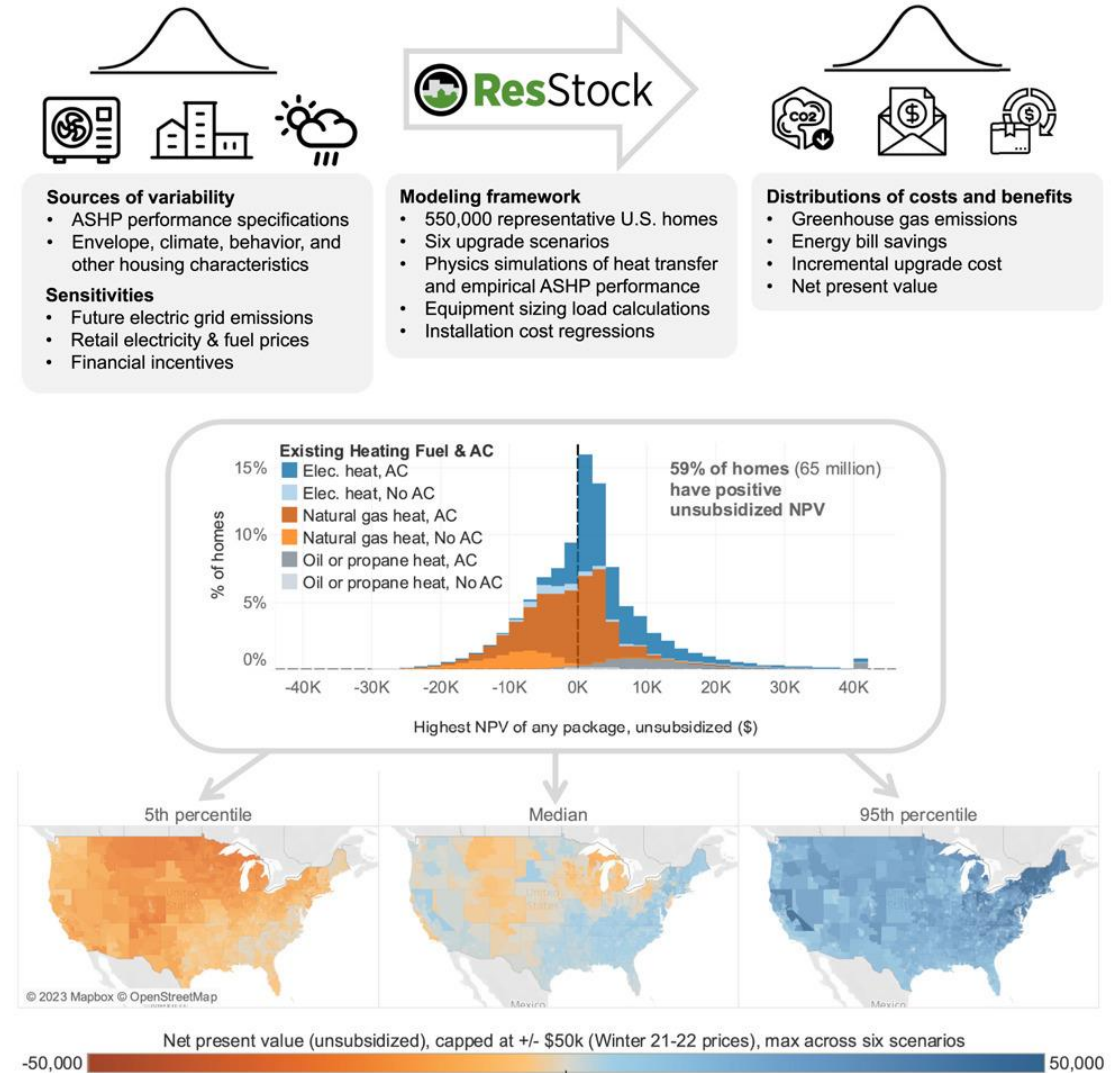 ResStock
CO2
$
$
Sources of variability
• ASHP performance specifications
• Envelope, climate, behavior, and
other housing characteristics
Sensitivities
• Future electric grid emissions
• Retail electricity & fuel prices
• Financial incentives
Modeling framework
• 550,000 representative U.S. homes
• Six upgrade scenarios
• Physics simulations of heat transfer
and empirical ASHP performance
• Equipment sizing load calculations
• Installation cost regressions
Distributions of costs and benefits
• Greenhouse gas emissions
• Energy bill savings
• Incremental upgrade cost
• Net present value
Existing Heating Fuel & AC
Elec. heat, AC
Elec. heat, No AC
Natural gas heat, AC
Natural gas heat, No AC
Oil or propane heat, AC
Oil or propane heat, No AC
59% of homes (65 million)
have positive
unsubsidized NPV
% of homes
15%
10%
5%
0%
-40K -30K -20K -10K 0K 10K 20K 30K 40K
Highest NPV of any package, unsubsidized ($)
5th percentile
Median
95th percentile
© 2023 Mapbox © OpenStreetMap
Mexico
Mexico
Net present value (unsubsidized), capped at +/- $50k (Winter 21-22 prices), max across six scenarios
-50,000
50,000